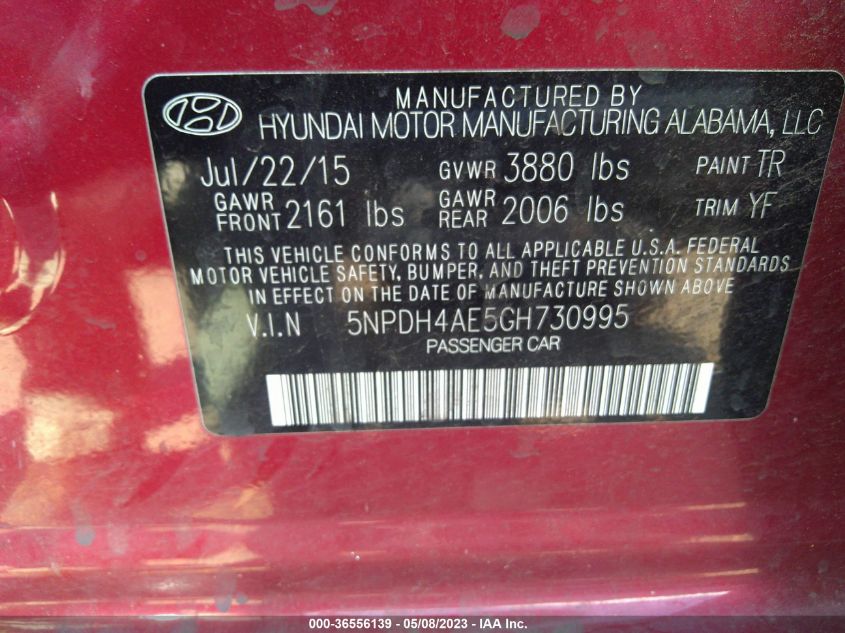 MANUFACTURED BY
HYUNDAI MOTOR MANUFACTURING ALABAMA, LLC
Jul/22/15 GVWR 3880 lbs PAINT TR
GAWR FRONT 2161 lbs GAWR REAR 2006 lbs TRIM YF
THIS VEHICLE CONFORMS TO ALL APPLICABLE U.S.A. FEDERAL
MOTOR VEHICLE SAFETY, BUMPER, AND THEFT PREVENTION STANDARDS
IN EFFECT ON THE DATE OF MANUFACTURE SHOWN ABOVE
V.I.N 5NPDH4AE5GH730995
PASSENGER CAR
000-36556139 - 05/08/2023 - IAA Inc.